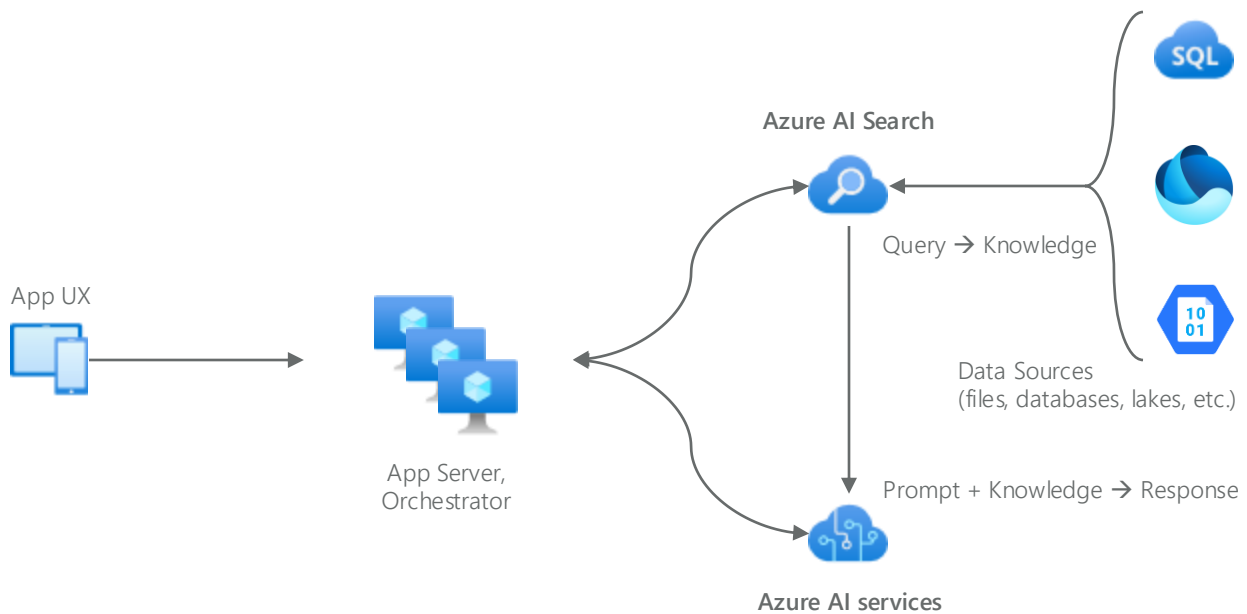 SQL
Azure AI Search
Query → Knowledge
App UX
10
01
Data Sources
(files, databases, lakes, etc.)
App Server,
Orchestrator
Prompt + Knowledge → Response
Azure AI services